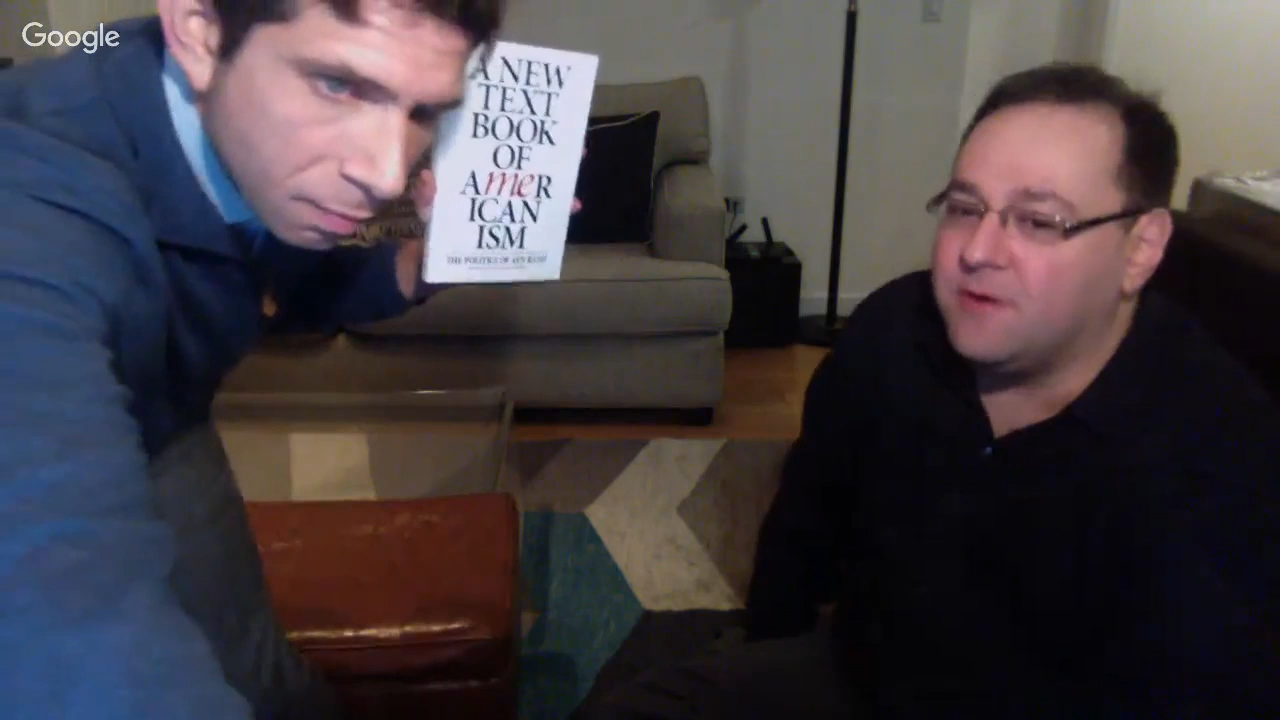 Google
A NEW
TEXT
BOOK
OF
AmeR
ICAN
ISM
THE POLITICS OF AYN RAND